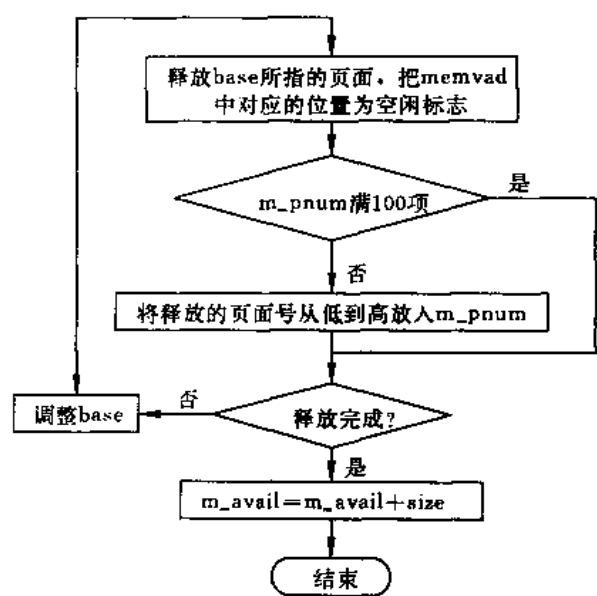 释放base所指的页面，把memvad
中对应的位置为空闲标志
m_pnum满100项
是
否
将释放的页面号从低到高放入m_pnum
调整base
否
释放完成?
是
m_avail=m_avail+size
结束